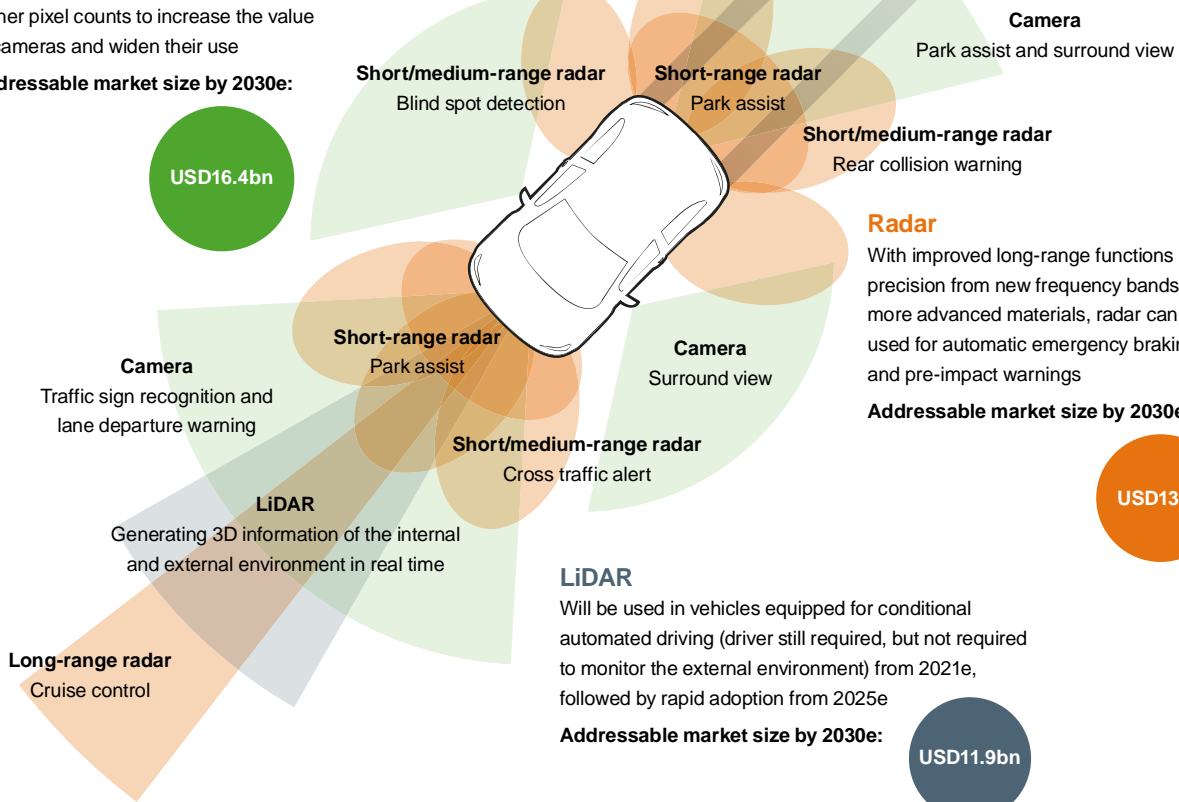 her pixel counts to increase the value
cameras and widen their use
dressable market size by 2030e:
USD16.4bn
Short/medium-range radar
Blind spot detection
Short-range radar
Park assist
Camera
Park assist and surround view
Short/medium-range radar
Rear collision warning
Radar
With improved long-range functions
precision from new frequency bands
more advanced materials, radar can
used for automatic emergency brakin
and pre-impact warnings
Addressable market size by 2030e
USD13
Short-range radar
Park assist
Camera
Surround view
Camera
Traffic sign recognition and
lane departure warning
Short/medium-range radar
Cross traffic alert
LiDAR
Generating 3D information of the internal
and external environment in real time
Long-range radar
Cruise control
LiDAR
Will be used in vehicles equipped for conditional
automated driving (driver still required, but not required
to monitor the external environment) from 2021e,
followed by rapid adoption from 2025e
Addressable market size by 2030e:
USD11.9bn